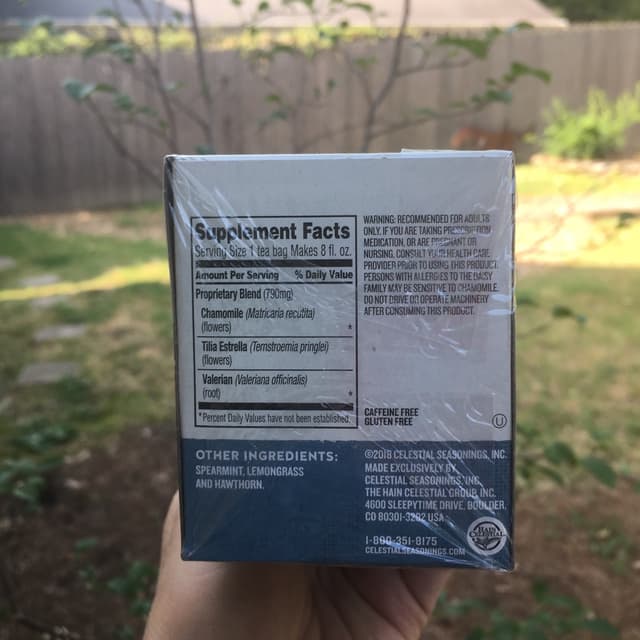 Supplement Facts
Serving Size 1 tea bag Makes 8 fl. oz.
Amount Per Serving % Daily Value
Proprietary Blend (790mg)
Chamomile (Matricaria recutita)
(flowers) *
Tilia Estrella (Ternstroemia pringlei)
(flowers)
Valerian (Valeriana officinalis)
(root) *
*Percent Daily Values have not been established.
WARNING: RECOMMENDED FOR ADULTS
ONLY. IF YOU ARE TAKING PRESCRIPTION
MEDICATION, OR ARE PREGNANT OR
NURSING, CONSULT YOUR HEALTH CARE
PROVIDER PRIOR TO USING THIS PRODUCT.
PERSONS WITH ALLERGIES TO THE DAISY
FAMILY MAY BE SENSITIVE TO CHAMOMILE.
DO NOT DRIVE OR OPERATE MACHINERY
AFTER CONSUMING THIS PRODUCT.
CAFFEINE FREE
GLUTEN FREE
U
OTHER INGREDIENTS:
SPEARMINT, LEMONGRASS
AND HAWTHORN.
©2018 CELESTIAL SEASONINGS, INC.
MADE EXCLUSIVELY BY
CELESTIAL SEASONINGS, INC.
THE HAIN CELESTIAL GROUP, INC.
4600 SLEEPYTIME DRIVE, BOULDER,
CO 80301-3292 USA
1-800-351-8175
CELESTIALSEASONINGS.COM
HAIN
CELESTIAL